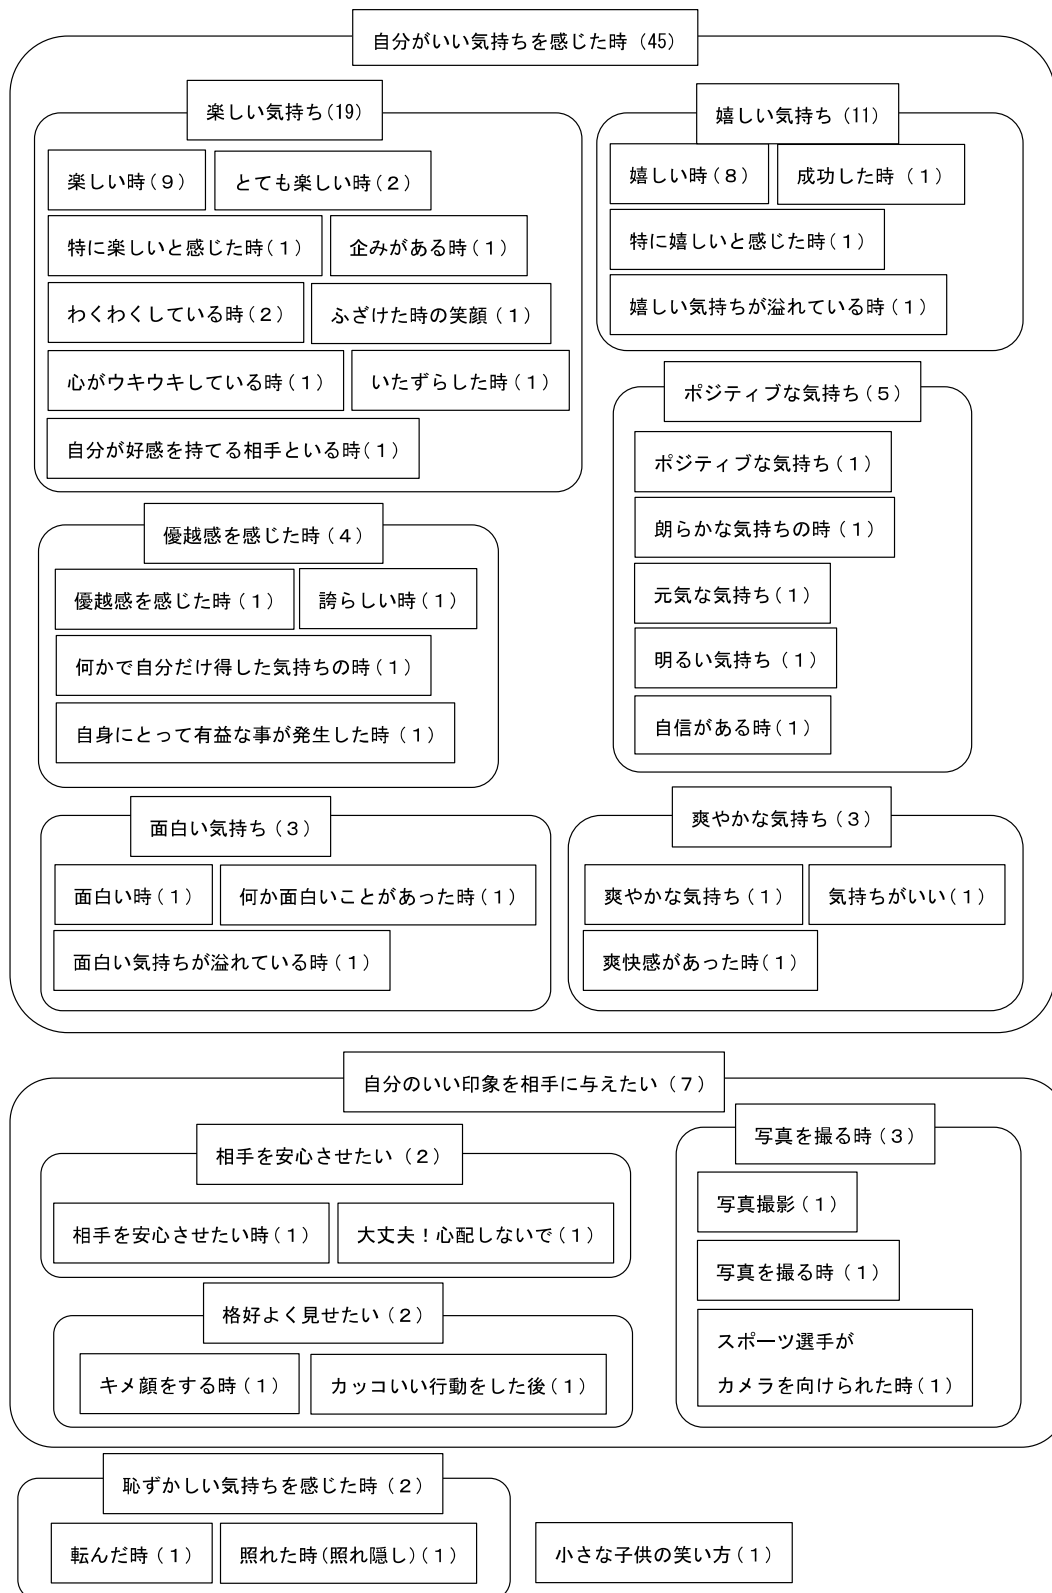 自分がいい気持ちを感じた時（45）
楽しい気持ち（19）
楽しい時（９）
とても楽しい時（２）
特に楽しいと感じた時（１）
企みがある時（１）
わくわくしている時（２）
ふざけた時の笑顔（１）
心がウキウキしている時（１）
いたずらした時（１）
自分が好感を持てる相手といる時（１）
嬉しい気持ち（11）
嬉しい時（８）
成功した時（１）
特に嬉しいと感じた時（１）
嬉しい気持ちが溢れている時（１）
ポジティブな気持ち（５）
ポジティブな気持ち（１）
朗らかな気持ちの時（１）
元気な気持ち（１）
明るい気持ち（１）
自信がある時（１）
優越感を感じた時（４）
優越感を感じた時（１）
誇らしい時（１）
何かで自分だけ得した気持ちの時（１）
自身にとって有益な事が発生した時（１）
面白い気持ち（３）
面白い時（１）
何か面白いことがあった時（１）
面白い気持ちが溢れている時（１）
爽やかな気持ち（３）
爽やかな気持ち（１）
気持ちがいい（１）
爽快感があった時（１）
自分のいい印象を相手に与えたい（７）
相手を安心させたい（２）
相手を安心させたい時（１）
大丈夫！心配しないで（１）
格好よく見せたい（２）
キメ顔をする時（１）
カッコいい行動をした後（１）
写真を撮る時（３）
写真撮影（１）
写真を撮る時（１）
スポーツ選手が
カメラを向けられた時（１）
恥ずかしい気持ちを感じた時（２）
転んだ時（１）
照れた時（照れ隠し）（１）
小さな子供の笑い方（１）